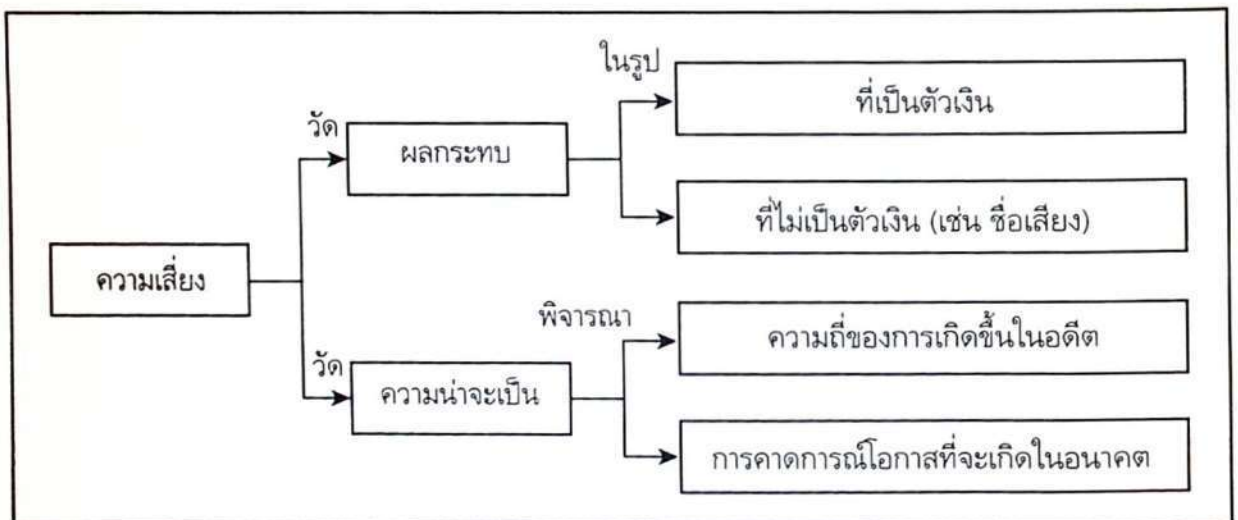 ในรูป
ที่เป็นตัวเงิน
วัด
ผลกระทบ
ที่ไม่เป็นตัวเงิน (เช่น ชื่อเสียง)
ความเสี่ยง
พิจารณา
ความถี่ของการเกิดขึ้นในอดีต
วัด
ความน่าจะเป็น
การคาดการณ์โอกาสที่จะเกิดในอนาคต